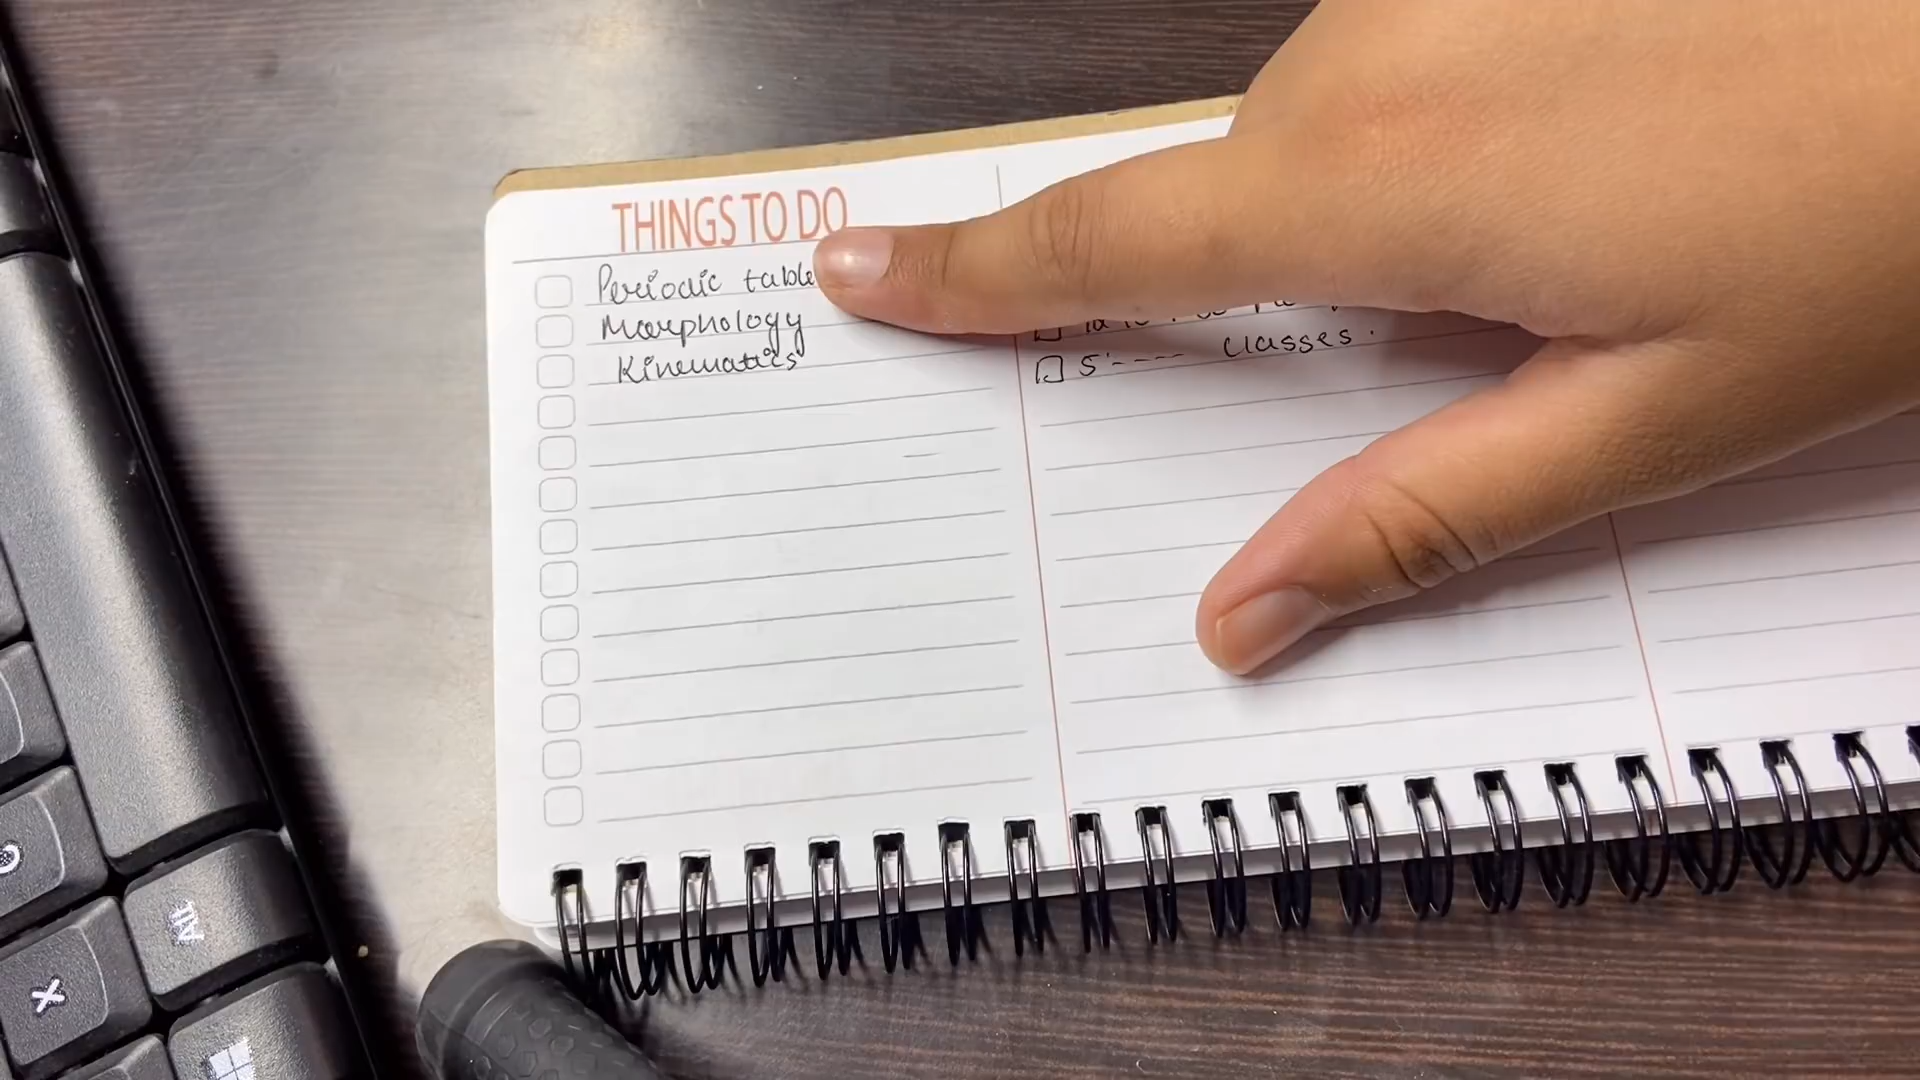 THINGS TO DO
Periodic table
Morphology
Kinematics
classes.
C
X